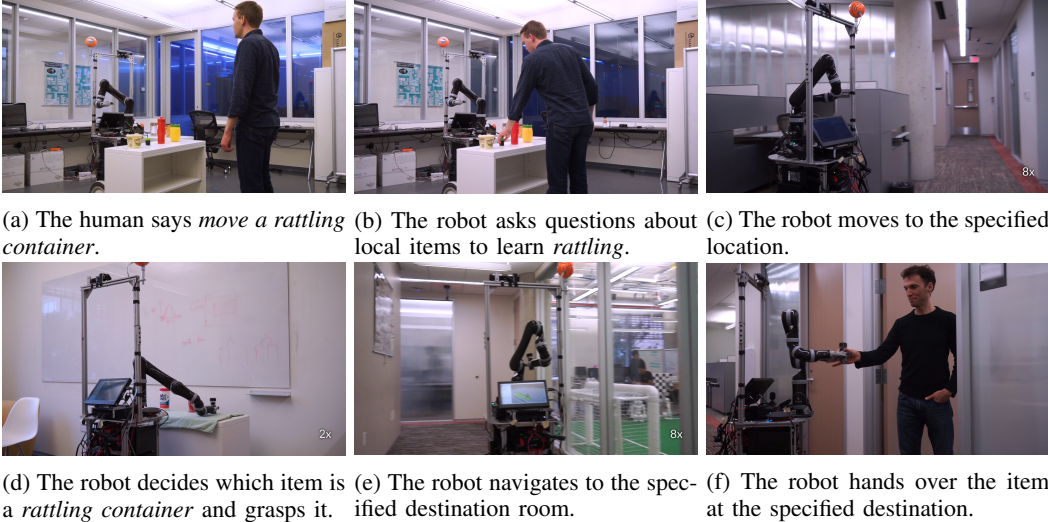 8x
(a) The human says move a rattling
container.
(b) The robot asks questions about
local items to learn rattling.
(c) The robot moves to the specified
location.
2x
8x
(d) The robot decides which item is
a rattling container and grasps it.
(e) The robot navigates to the spec-
ified destination room.
(f) The robot hands over the item
at the specified destination.